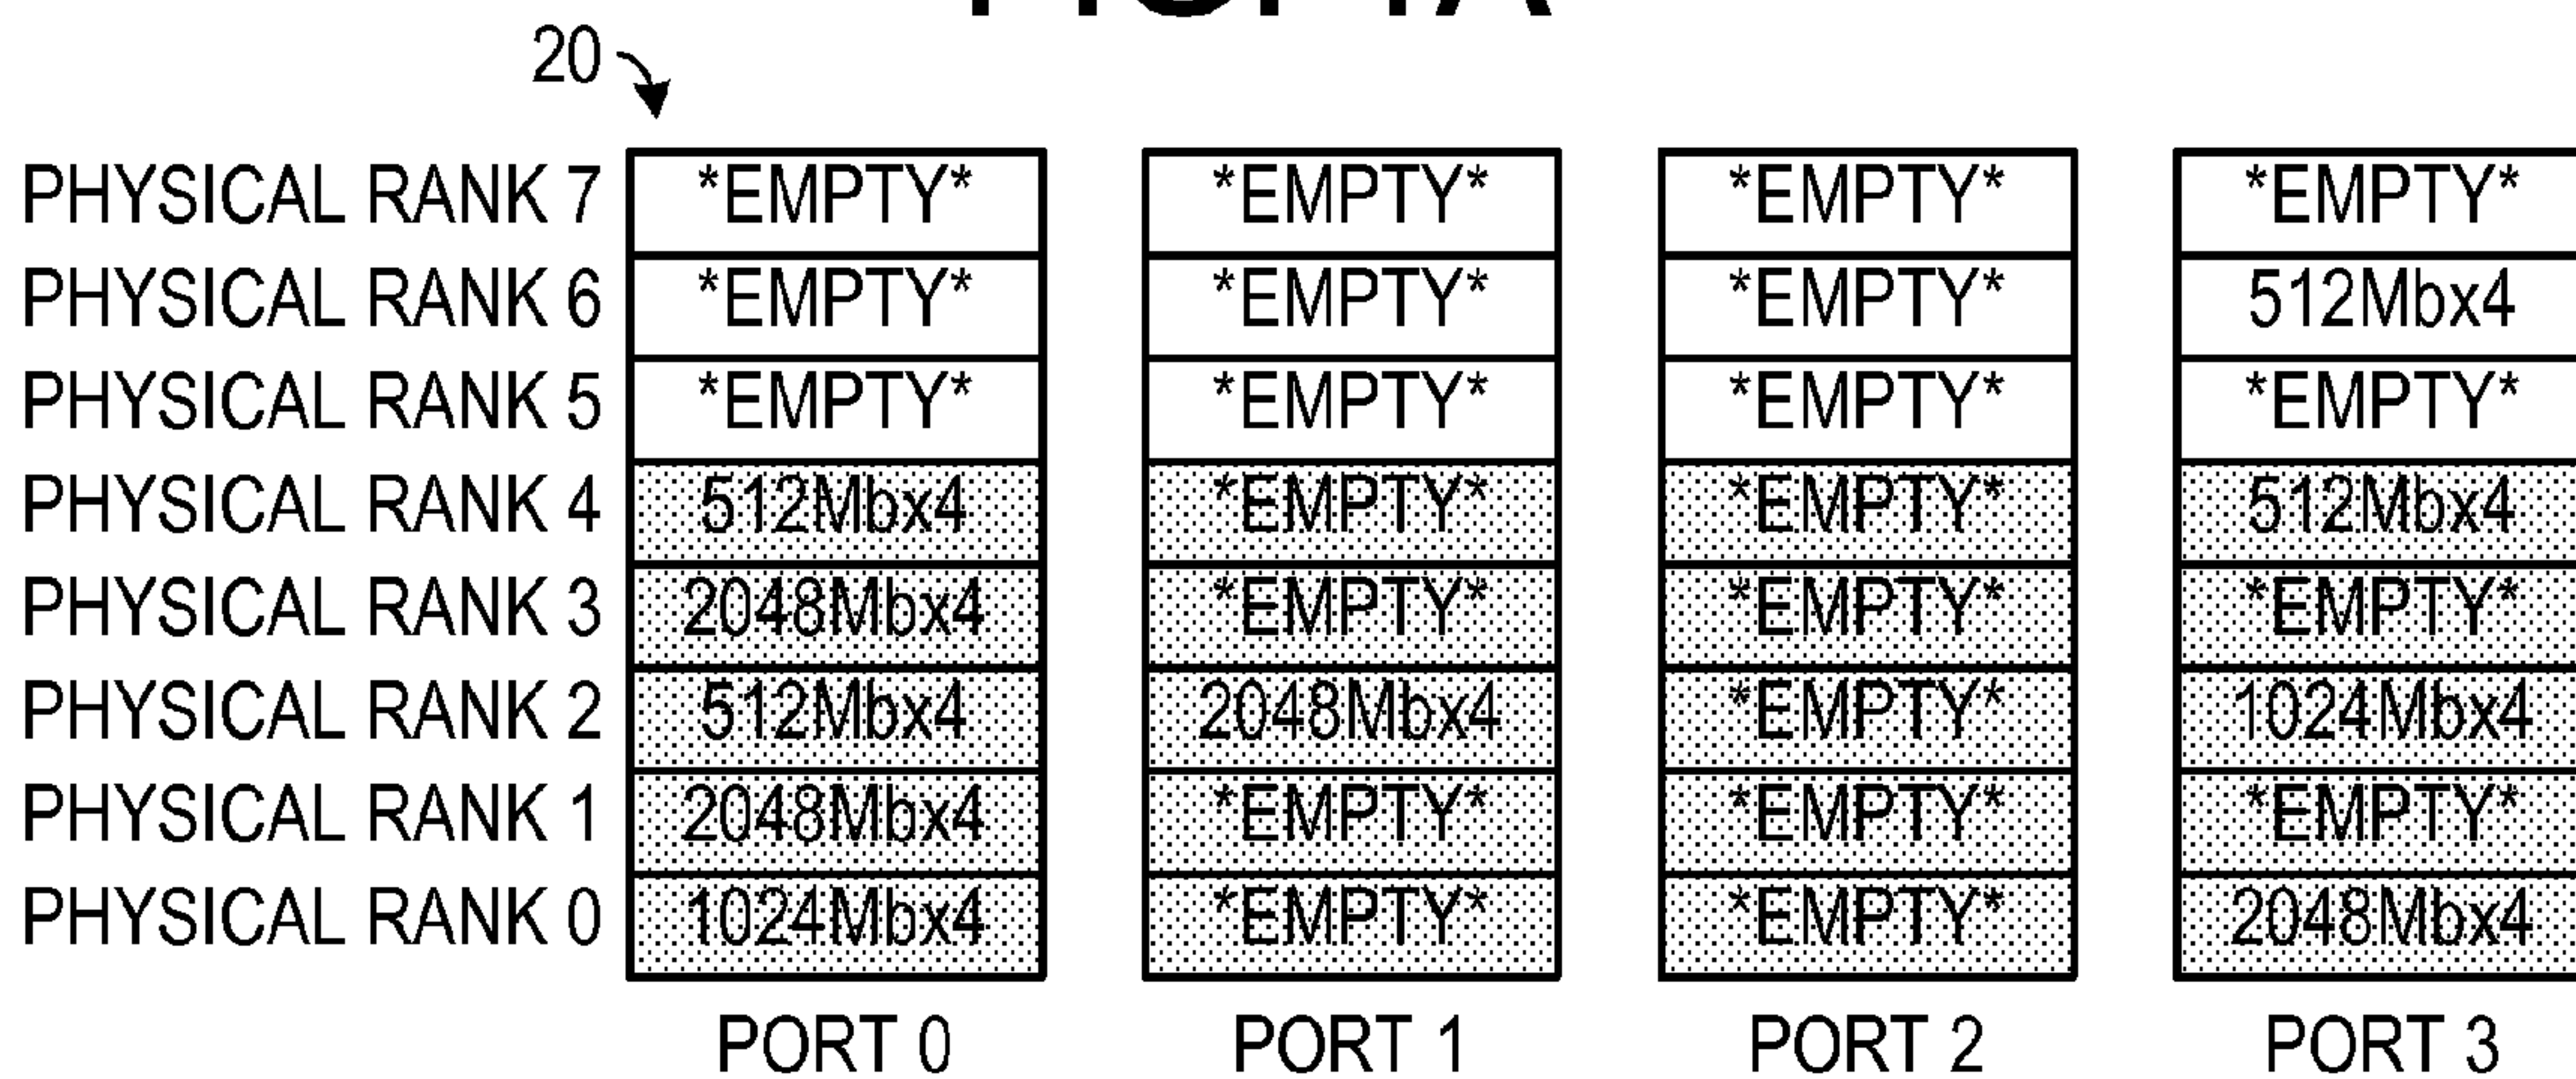 20
PHYSICAL RANK 7 *EMPTY* *EMPTY* *EMPTY* *EMPTY*
PHYSICAL RANK 6 *EMPTY* *EMPTY* *EMPTY* 512Mbx4
PHYSICAL RANK 5 *EMPTY* *EMPTY* *EMPTY* *EMPTY*
PHYSICAL RANK 4 512Mbx4 *EMPTY* *EMPTY* 512Mbx4
PHYSICAL RANK 3 2048Mbx4 *EMPTY* *EMPTY* *EMPTY*
PHYSICAL RANK 2 512Mbx4 2048Mbx4 *EMPTY* 1024Mbx4
PHYSICAL RANK 1 2048Mbx4 *EMPTY* *EMPTY* *EMPTY*
PHYSICAL RANK 0 1024Mbx4 *EMPTY* *EMPTY* 2048Mbx4
PORT 0 PORT 1 PORT 2 PORT 3